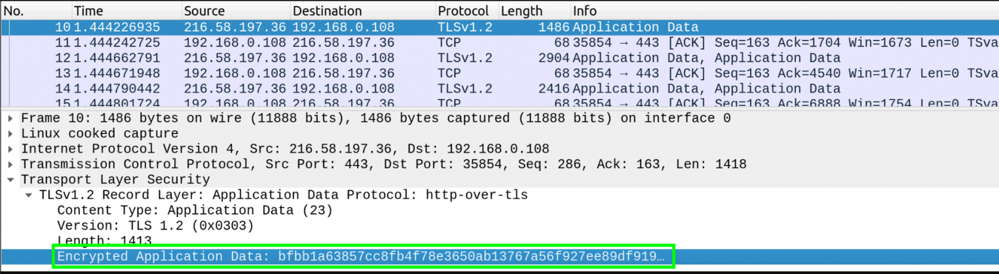 No. Time Source Destination Protocol Length Info
10 1.444226935 216.58.197.36 192.168.0.108 TLSv1.2 1486 Application Data
11 1.444242725 192.168.0.108 216.58.197.36 TCP 68 35854 → 443 [ACK] Seq=163 Ack=1704 Win=1673 Len=0 TSva
12 1.444662791 216.58.197.36 192.168.0.108 TLSv1.2 2904 Application Data, Application Data
13 1.444671948 192.168.0.108 216.58.197.36 TCP 68 35854 → 443 [ACK] Seq=163 Ack=4540 Win=1717 Len=0 TSva
14 1.444790442 216.58.197.36 192.168.0.108 TLSv1.2 2416 Application Data, Application Data
15 1.444801724 192.168.0.108 216.58.197.36 TCP 68 35854 → 443 [ACK] Seq=163 Ack=6888 Win=1754 Len=0 TSva
Frame 10: 1486 bytes on wire (11888 bits), 1486 bytes captured (11888 bits) on interface 0
Linux cooked capture
Internet Protocol Version 4, Src: 216.58.197.36, Dst: 192.168.0.108
Transmission Control Protocol, Src Port: 443, Dst Port: 35854, Seq: 286, Ack: 163, Len: 1418
Transport Layer Security
TLSv1.2 Record Layer: Application Data Protocol: http-over-tls
Content Type: Application Data (23)
Version: TLS 1.2 (0x0303)
Length: 1413
Encrypted Application Data: bfbb1a63857cc8fb4f78e3650ab13767a56f927ee89df919…